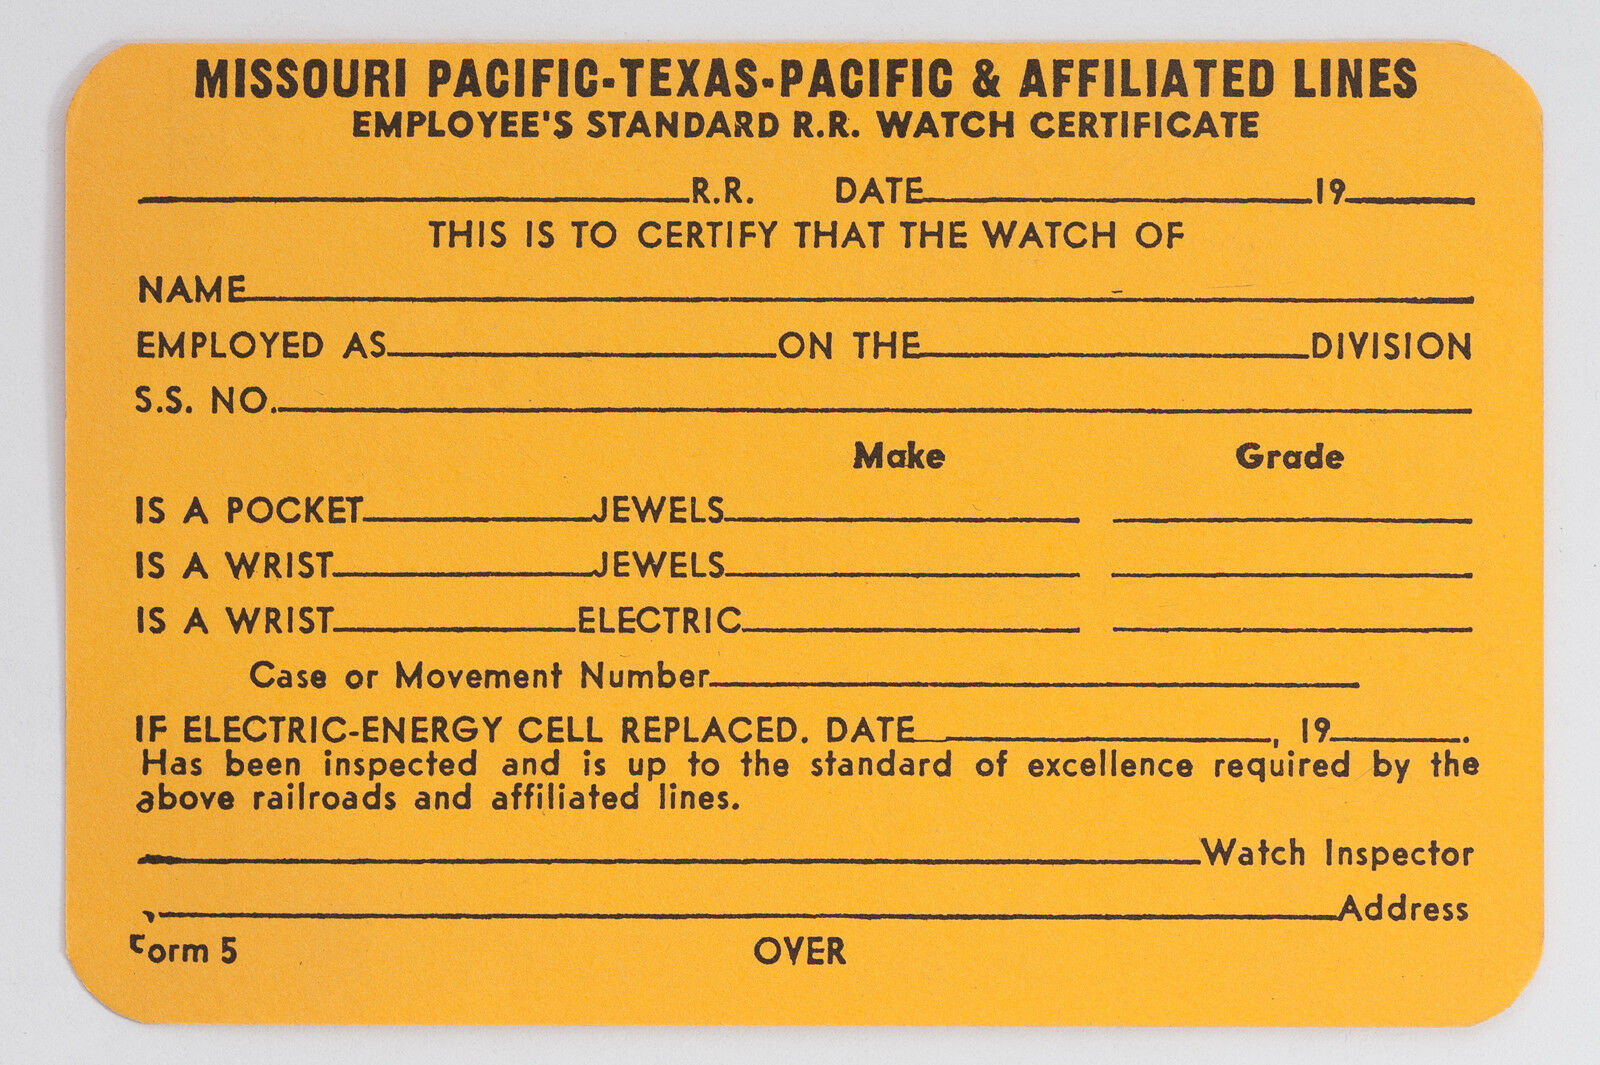 MISSOURI PACIFIC-TEXAS-PACIFIC & AFFILIATED LINES
EMPLOYEE'S STANDARD R.R. WATCH CERTIFICATE
R.R. DATE 19
THIS IS TO CERTIFY THAT THE WATCH OF
NAME
EMPLOYED AS ON THE DIVISION
S.S. NO.
Make Grade
IS A POCKET JEWELS
IS A WRIST JEWELS
IS A WRIST ELECTRIC
Case or Movement Number
IF ELECTRIC-ENERGY CELL REPLACED. DATE , 19 .
Has been inspected and is up to the standard of excellence required by the
above railroads and affiliated lines.
Watch Inspector
Address
Form 5 OVER